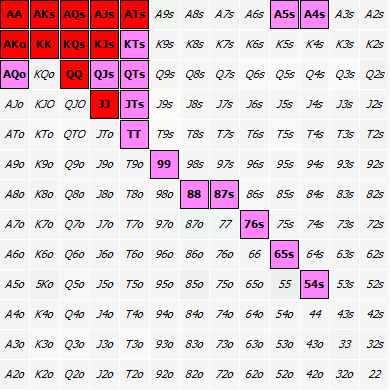 AA AKs AQs AJs ATs A9s A8s A7s A6s A5s A4s A3s A2s
AKo KK KQs KJs KTs K9s K8s K7s K6s K5s K4s K3s K2s
AQo KQo QQ QJs QTs Q9s Q8s Q7s Q6s Q5s Q4s Q3s Q2s
AJo KJO QJO JJ JTs J9s J8s J7s J6s J5s J4s J3s J2s
ATo KTo QTO JTo TT T9s T8s T7s T6s T5s T4s T3s T2s
A9o K9o Q9o J9o T9o 99 98s 97s 96s 95s 94s 93s 92s
A8o K8o Q8o J8o T8o 98o 88 87s 86s 85s 84s 83s 82s
A7o K7o Q7o J7o T7o 97o 87o 77 76s 75s 74s 73s 72s
A6o K6o Q6o J6o T6o 96o 86o 76o 66 65s 64s 63s 62s
A5o 5Ko Q5o J5o T5o 95o 85o 75o 65o 55 54s 53s 52s
A4o K4o Q4o J4o T4o 94o 84o 74o 64o 54o 44 43s 42s
A3o K3o Q3o J3o T3o 93o 83o 73o 63o 53o 43o 33 32s
A2o K2o Q2o J2o T2o 92o 82o 72o 62o 52o 42o 32o 22